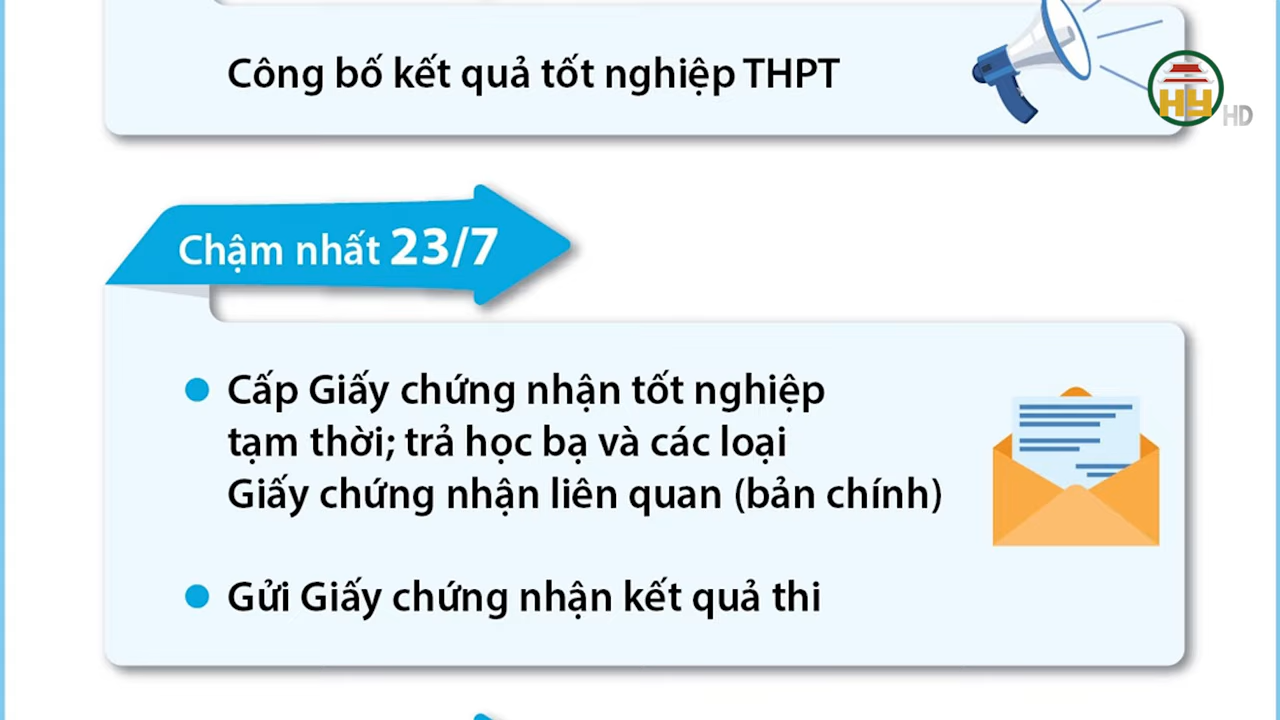 Công bố kết quả tốt nghiệp THPT
HY
HD
Chậm nhất 23/7
Cấp Giấy chứng nhận tốt nghiệp
tạm thời; trả học bạ và các loại
Giấy chứng nhận liên quan (bản chính)
Gửi Giấy chứng nhận kết quả thi